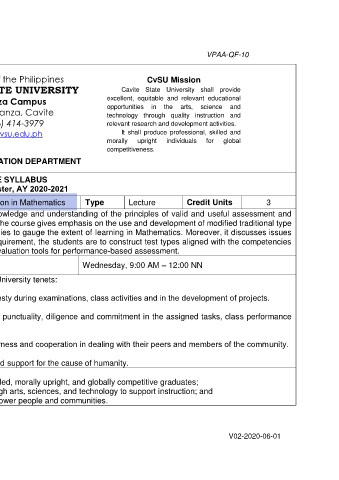 VPAA-QF-10
the Philippines
TE UNIVERSITY
za Campus
anza, Cavite
) 414-3979
vsu.edu.ph
CvSU Mission
Cavite State University shall provide
excellent, equitable and relevant educational
opportunities in the arts, science and
technology through quality instruction and
relevant research and development activities.
It shall produce professional, skilled and
morally upright individuals for global
competitiveness.
ATION DEPARTMENT
E SYLLABUS
ster, AY 2020-2021
on in Mathematics Type Lecture Credit Units 3
owledge and understanding of the principles of valid and useful assessment and
he course gives emphasis on the use and development of modified traditional type
ies to gauge the extent of learning in Mathematics. Moreover, it discusses issues
quirement, the students are to construct test types aligned with the competencies
valuation tools for performance-based assessment.
Wednesday, 9:00 AM – 12:00 NN
University tenets:
esty during examinations, class activities and in the development of projects.
punctuality, diligence and commitment in the assigned tasks, class performance
rness and cooperation in dealing with their peers and members of the community.
d support for the cause of humanity.
led, morally upright, and globally competitive graduates;
gh arts, sciences, and technology to support instruction; and
ower people and communities.
V02-2020-06-01